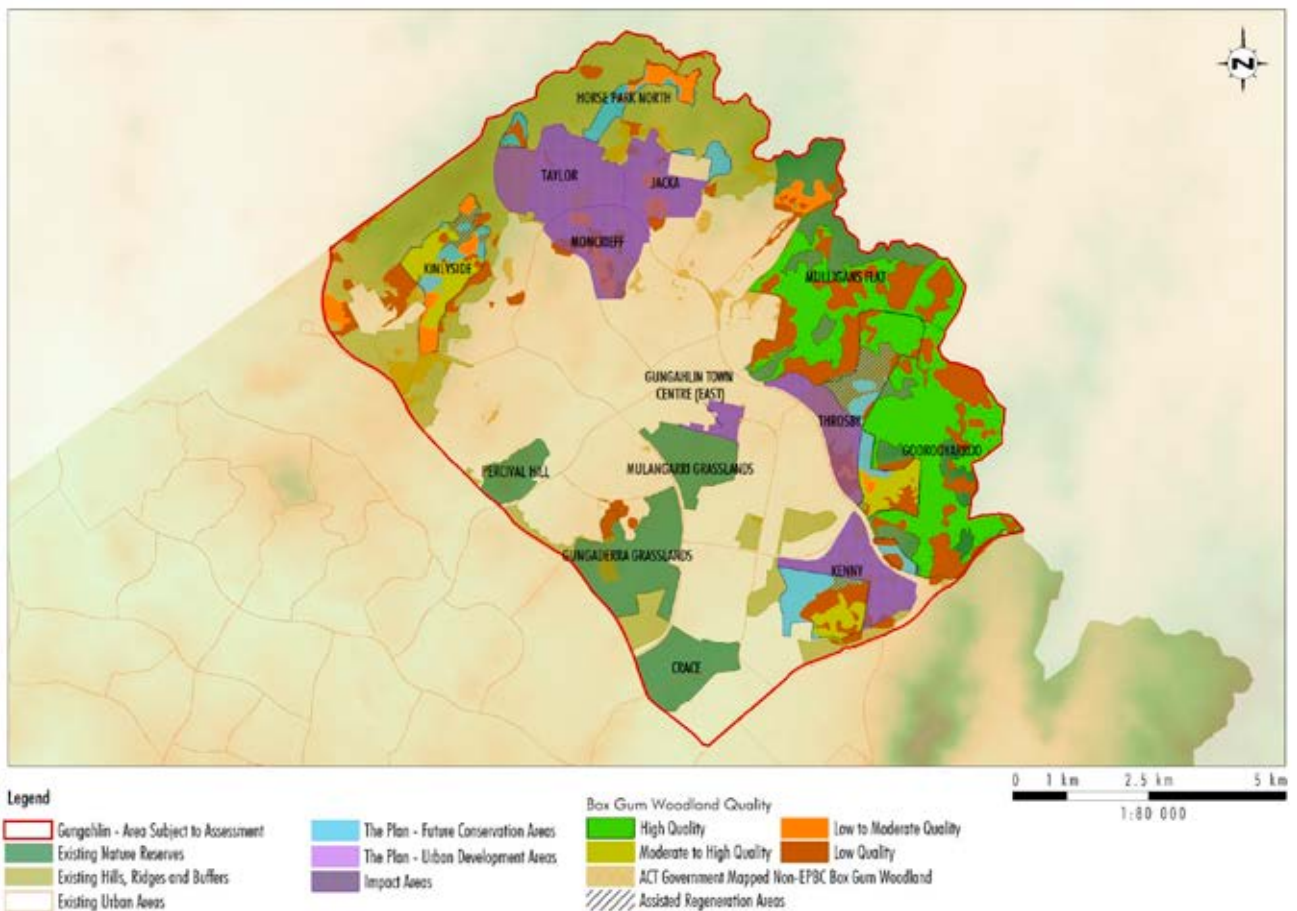 N
HORSE PARK NORTH
TAYLOR
JACKA
MONCRIEFF
KINLYSIDE
MULLIGANS FLAT
GUNGAHLIN TOWN
CENTRE (EAST)
THROSBY
GOOROOYARROO
PERCIVAL HILL
MULANGARRI GRASSLANDS
GUNGADERRA GRASSLANDS
KENNY
CRACE
0 1 km 2.5 km 5 km
1:80 000
Legend
Gungahlin - Area Subject to Assessment
Existing Nature Reserves
Existing Hills, Ridges and Buffers
Existing Urban Areas
The Plan - Future Conservation Areas
The Plan - Urban Development Areas
Impact Areas
Box Gum Woodland Quality
High Quality
Moderate to High Quality
Low to Moderate Quality
Low Quality
ACT Government Mapped Non-EPBC Box Gum Woodland
Assisted Regeneration Areas